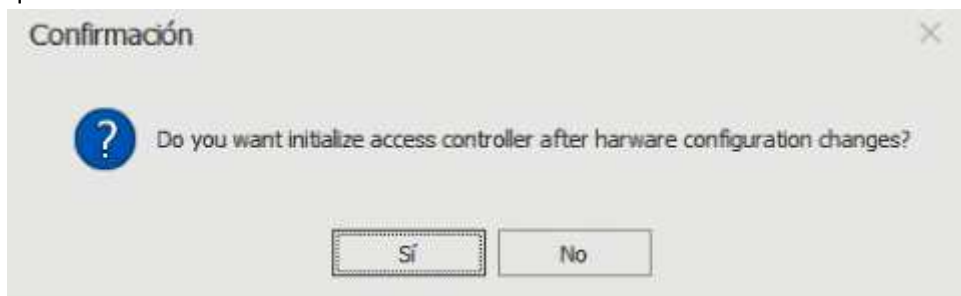 Confirmación
Do you want initialize access controller after harware configuration changes?
Sí
No